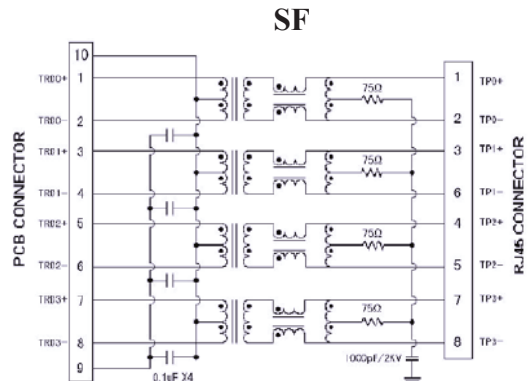 SF
10
TRD0+ 1 75Ω 1 TP0+
TRD0- 2 2 TP0-
TRD1+ 3 3 TP1+
75Ω
TRD1- 4 6 TP1-
TRD2+ 5 4 TP2+
75Ω
TRD2- 6 5 TP2-
TRD3+ 7 75Ω 7 TP3+
TRD3- 8 8 TP3-
9
0.1uF X4
1000pF/2KV
PCB CONNECTOR
RJ45 CONNECTOR